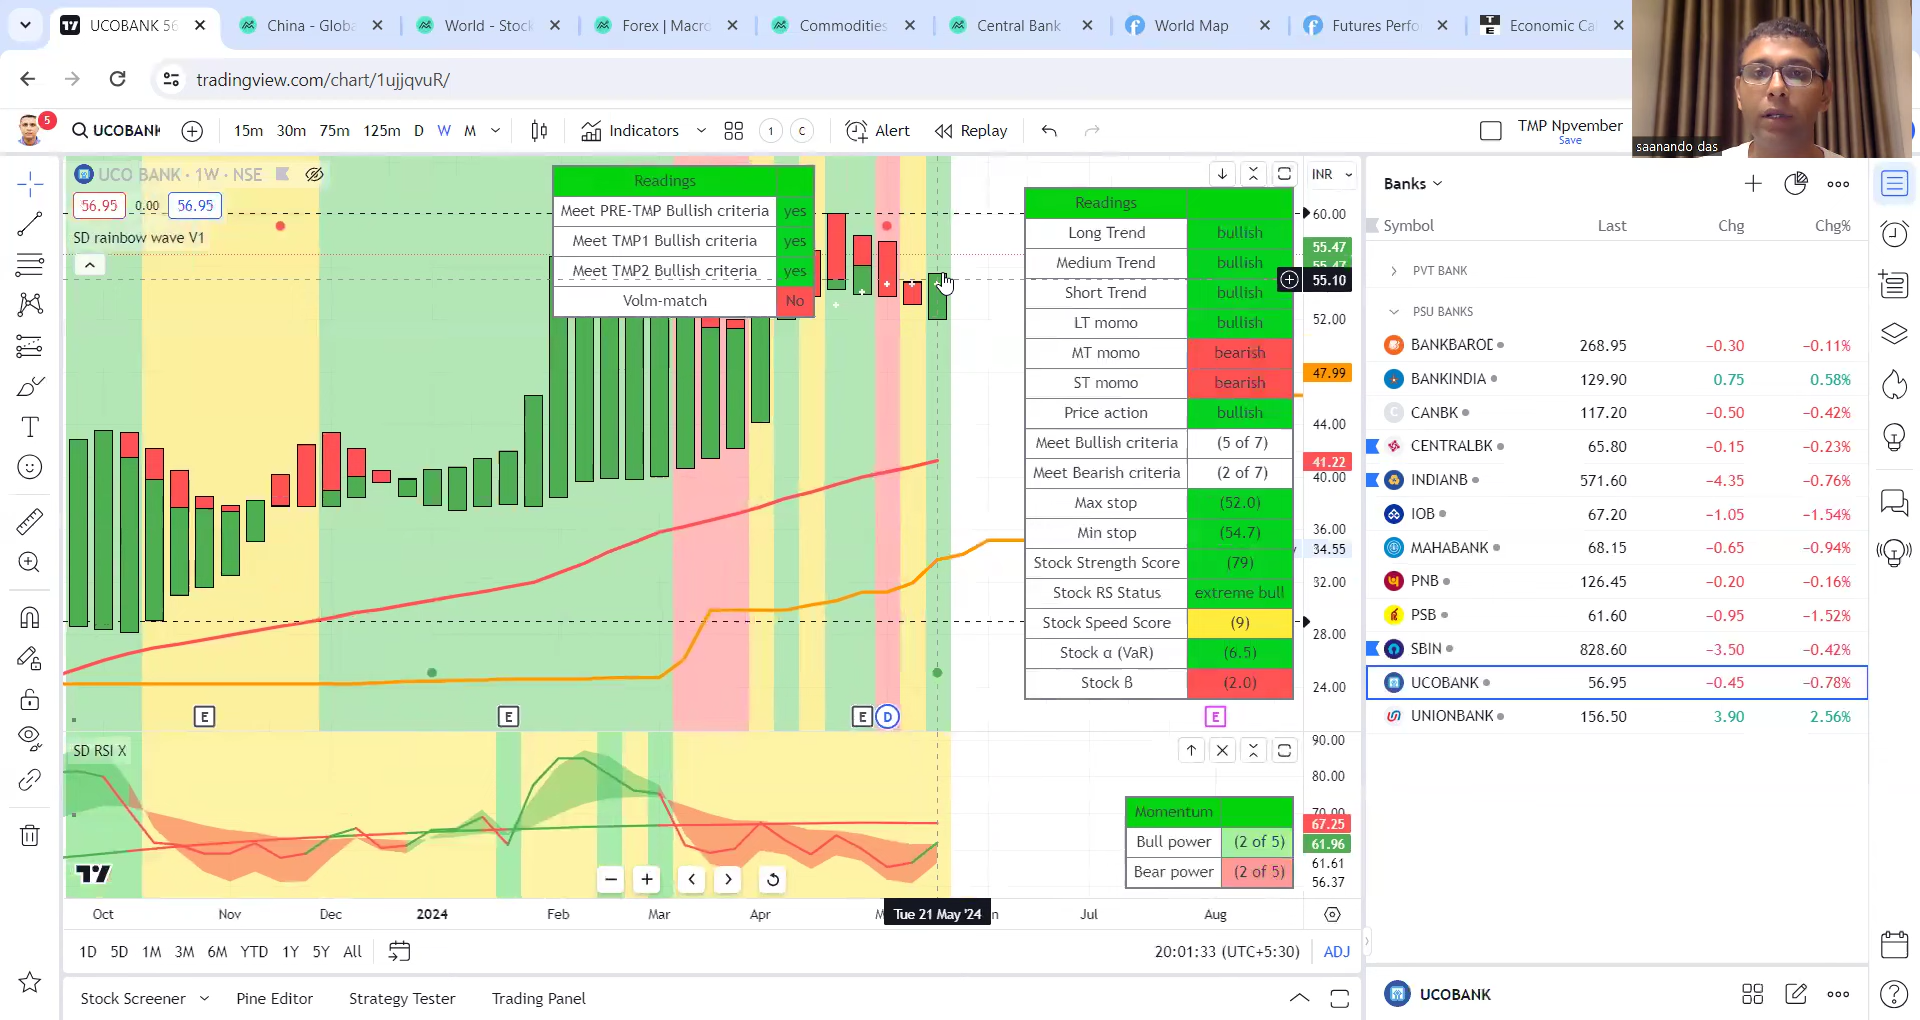 UCOBANK 56
China - Globa
World - Stock
Forex | Macro
Commodities
Central Bank
World Map
Futures Perfo
Economic Ca
tradingview.com/chart/1ujjqvuR/
5
UCOBANK
15m 30m 75m 125m D W M
Indicators
1
C
Alert
Replay
TMP Npvember
Save
saanando das
UCO BANK · 1W · NSE
56.95 0.00 56.95
SD rainbow wave V1
Readings
Meet PRE-TMP Bullish criteria yes
Meet TMP1 Bullish criteria yes
Meet TMP2 Bullish criteria yes
Volm-match No
Readings
Long Trend bullish
Medium Trend bullish
Short Trend bullish
LT momo bullish
MT momo bearish
ST momo bearish
Price action bullish
Meet Bullish criteria (5 of 7)
Meet Bearish criteria (2 of 7)
Max stop (52.0)
Min stop (54.7)
Stock Strength Score (79)
Stock RS Status extreme bull
Stock Speed Score (9)
Stock α (VaR) (6.5)
Stock ß (2.0)
INR
60.00
55.47
55.10
52.00
47.99
44.00
41.22
40.00
36.00
34.55
32.00
28.00
24.00
E
E
E
D
E
SD RSI X
90.00
80.00
70.00
67.25
61.96
61.61
56.37
Momentum
Bull power (2 of 5)
Bear power (2 of 5)
Oct Nov Dec 2024 Feb Mar Apr Tue 21 May '24 Jul Aug
1D 5D 1M 3M 6M YTD 1Y 5Y All
20:01:33 (UTC+5:30) ADJ
Stock Screener Pine Editor Strategy Tester Trading Panel
Banks
Symbol Last Chg Chg%
PVT BANK
PSU BANKS
BANKBAROD 268.95 −0.30 −0.11%
BANKINDIA 129.90 0.75 0.58%
CANBK 117.20 −0.50 −0.42%
CENTRALBK 65.80 −0.15 −0.23%
INDIANB 571.60 −4.35 −0.76%
IOB 67.20 −1.05 −1.54%
MAHABANK 68.15 −0.65 −0.94%
PNB 126.45 −0.20 −0.16%
PSB 61.60 −0.95 −1.52%
SBIN 828.60 −3.50 −0.42%
UCOBANK 56.95 −0.45 −0.78%
UNIONBANK 156.50 3.90 2.56%
UCOBANK